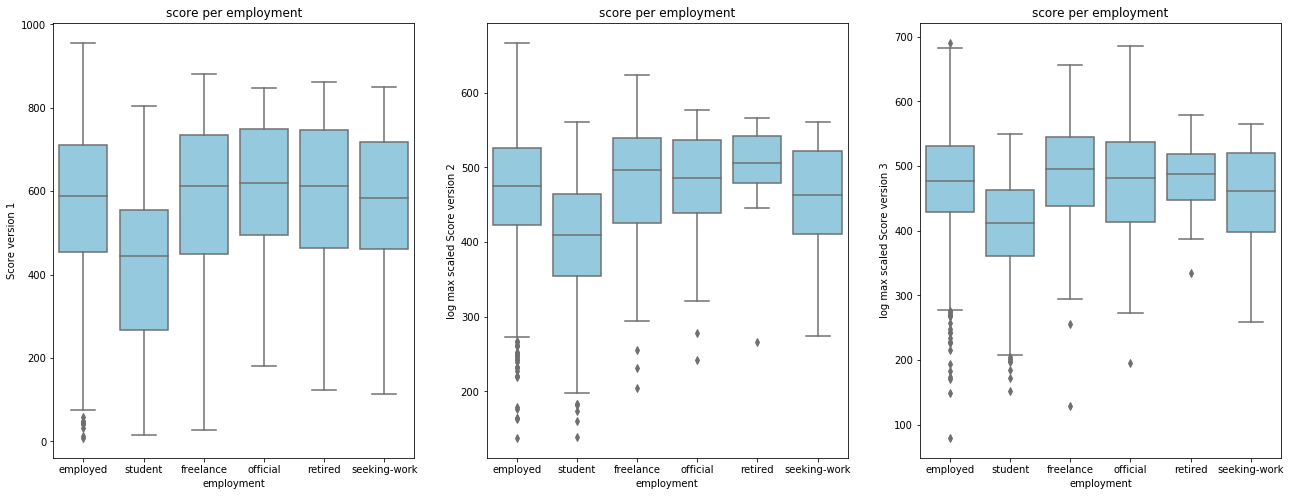 score per employment
Score version 1
1000
800
600
400
200
0
employed student freelance official retired seeking-work
employment
score per employment
log max scaled Score version 2
600
500
400
300
200
employed student freelance official retired seeking-work
employment
score per employment
log max scaled Score version 3
700
600
500
400
300
200
100
employed student freelance official retired seeking-work
employment